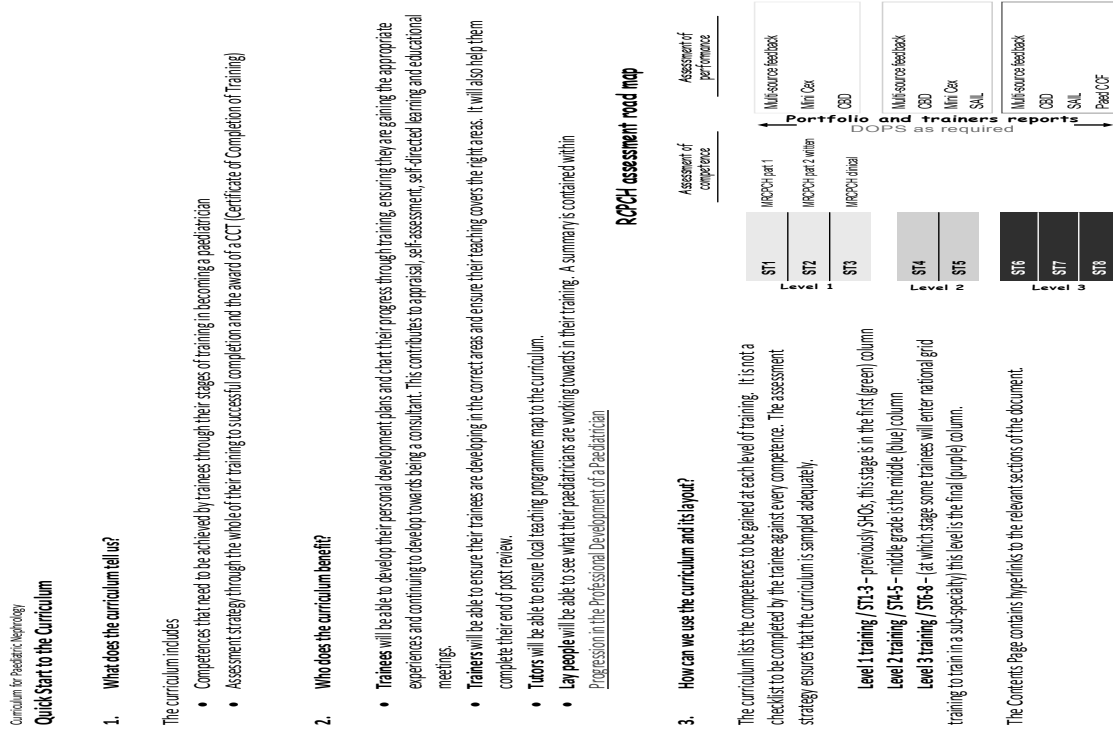 Curriculum for Paediatric Nephrology
Quick Start to the Curriculum
1. What does the curriculum tell us?
The curriculum includes
• Competences that need to be achieved by trainees through their stages of training in becoming a paediatrician
• Assessment strategy through the whole of their training to successful completion and the award of a CCT (Certificate of Completion of Training)
2. Who does the curriculum benefit?
• Trainees will be able to develop their personal development plans and chart their progress through training, ensuring they are gaining the appropriate
experiences and continuing to develop towards being a consultant. This contributes to appraisal, self-assessment, self-directed learning and educational
meetings.
• Trainers will be able to ensure their trainees are developing in the correct areas and ensure their teaching covers the right areas. It will also help them
complete their end of post review.
• Tutors will be able to ensure local teaching programmes map to the curriculum.
• Lay people will be able to see what their paediatricians are working towards in their training. A summary is contained within
Progression in the Professional Development of a Paediatrician
3. How can we use the curriculum and its layout?
The curriculum lists the competences to be gained at each level of training. It is not a
checklist to be completed by the trainee against every competence. The assessment
strategy ensures that the curriculum is sampled adequately.
Level 1 training / ST1-3 – previously SHOs, this stage is in the first (green) column
Level 2 training / ST4-5 – middle grade is the middle (blue) column
Level 3 training / ST6-8 – (at which stage some trainees will enter national grid
training to train in a sub-specialty) this level is the final (purple) column.
The Contents Page contains hyperlinks to the relevant sections of the document.
RCPCH assessment road map
Assessment of
competence
Assessment of
performance
Level 1
ST1
ST2
ST3
MRCPCH part 1
MRCPCH part 2 written
MRCPCH clinical
Multi-source feedback
Mini Cex
CBD
Level 2
ST4
ST5
Multi-source feedback
CBD
Mini Cex
SAIL
Level 3
ST6
ST7
ST8
Multi-source feedback
CBD
SAIL
Paed CCF
Portfolio and trainers reports
DOPS as required